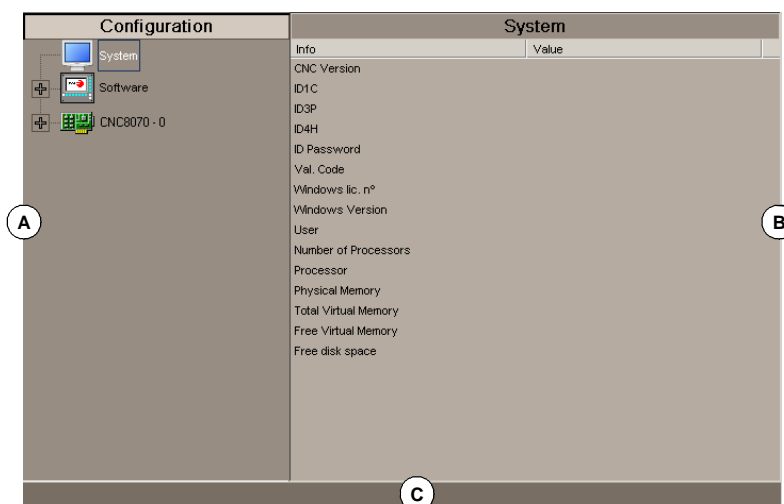 Configuration
System
System
Software
CNC8070 - 0
Info Value
CNC Version
ID1C
ID3P
ID4H
ID Password
Val. Code
Windows lic. nº
Windows Version
User
Number of Processors
Processor
Physical Memory
Total Virtual Memory
Free Virtual Memory
Free disk space
A
B
C